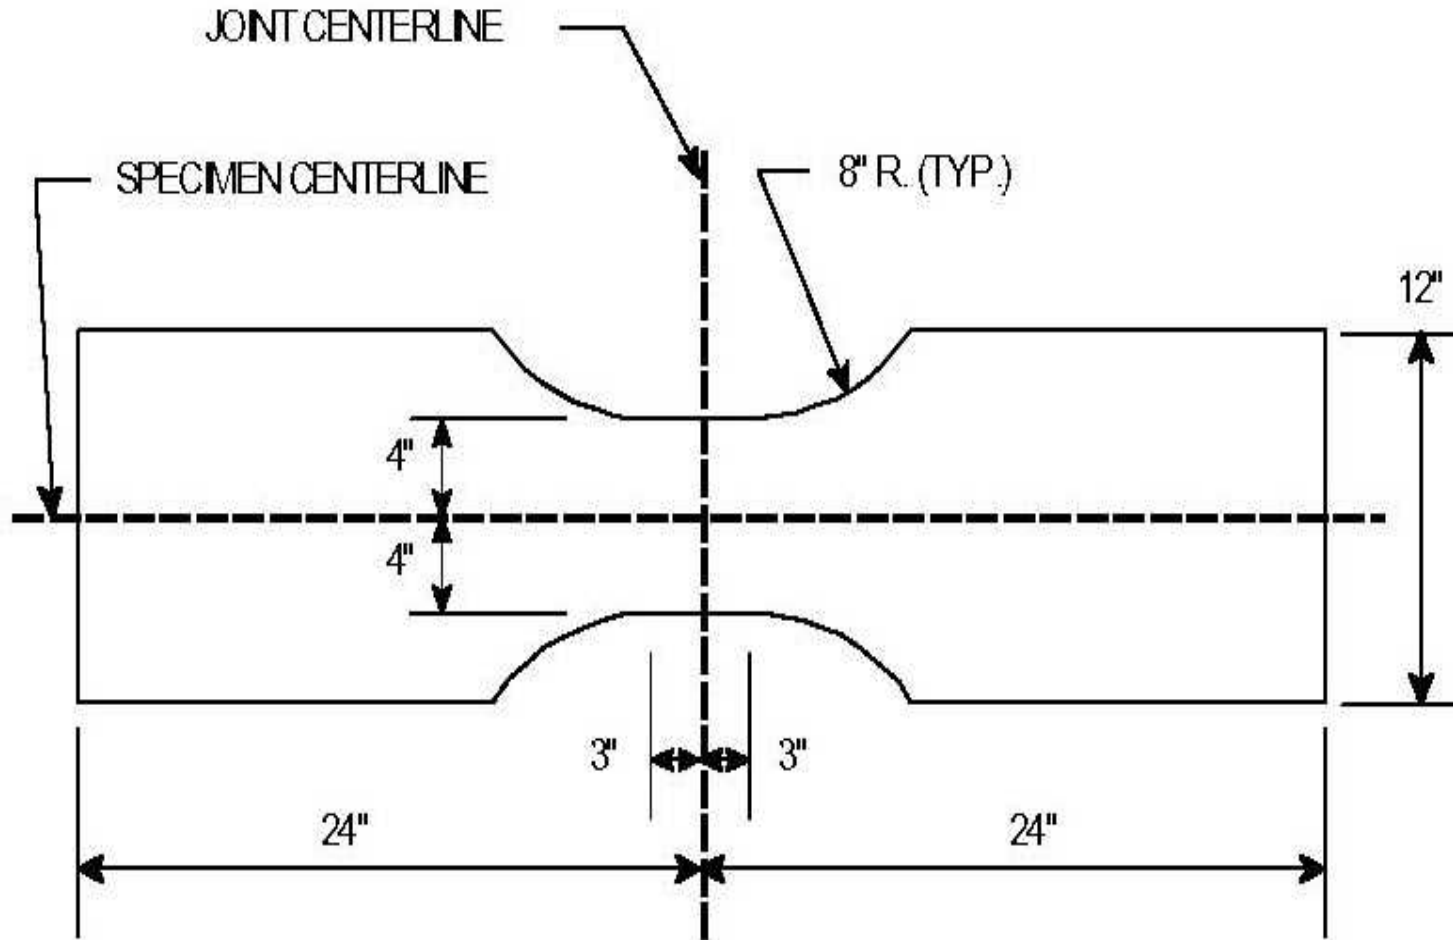 JOINT CENTERLINE
SPECIMEN CENTERLINE
8" R. (TYP.)
12"
4"
4"
3"
3"
24"
24"